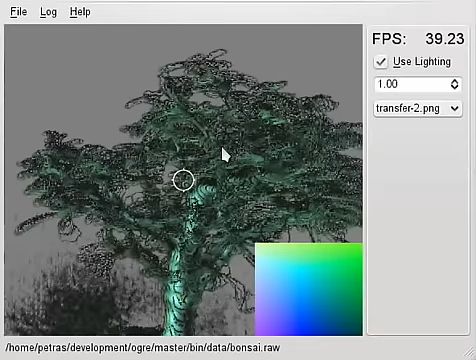 File Log Help
FPS: 39.23
Use Lighting
1.00
transfer-2.png
/home/petras/development/ogre/master/bin/data/bonsai.raw